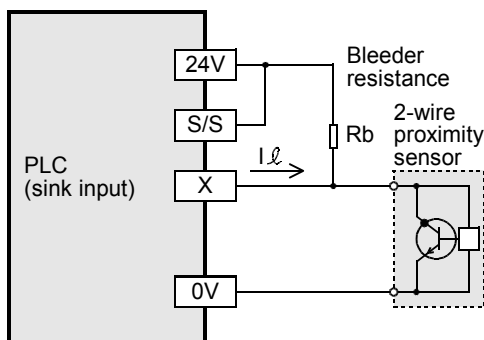 24V
Bleeder
resistance
S/S
Rb
2-wire
proximity
sensor
PLC
(sink input)
Iℓ
X
0V